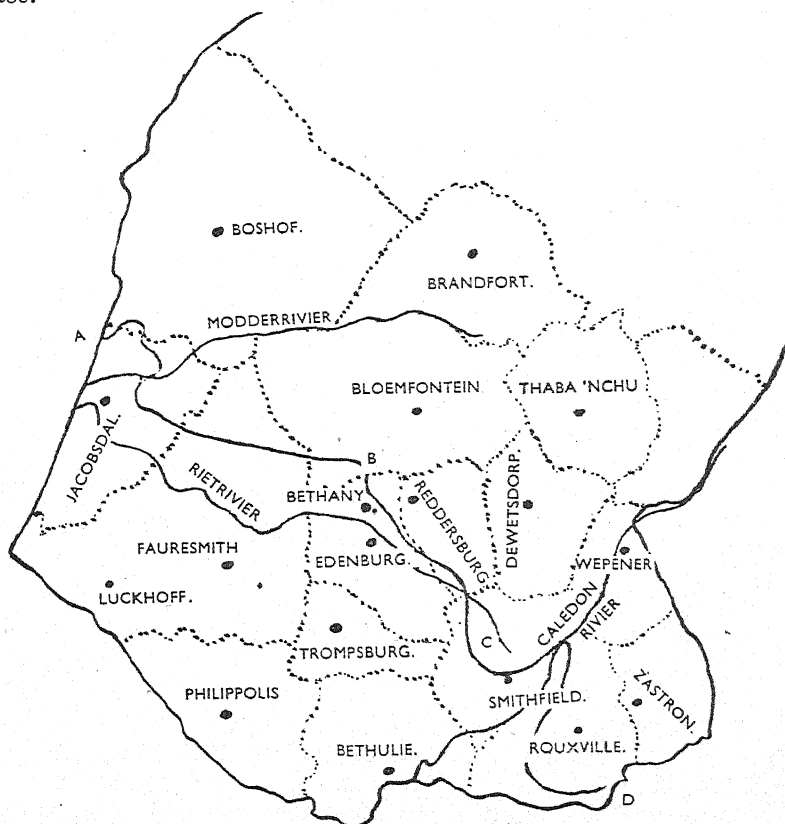 BOSHOF.
BRANDFORT.
MODDERRIVIER
A
BLOEMFONTEIN
THABA 'NCHU
JACOBSDAL.
B
RIETRIVIER
BETHANY
REDDERSBURG.
DEWETSDORP.
FAURESMITH
EDENBURG.
WEPENER
LUCKHOFF.
CALEDON
RIVIER
C
TROMPSBURG.
PHILIPPOLIS
SMITHFIELD.
ZASTRON.
BETHULIE.
ROUXVILLE.
D